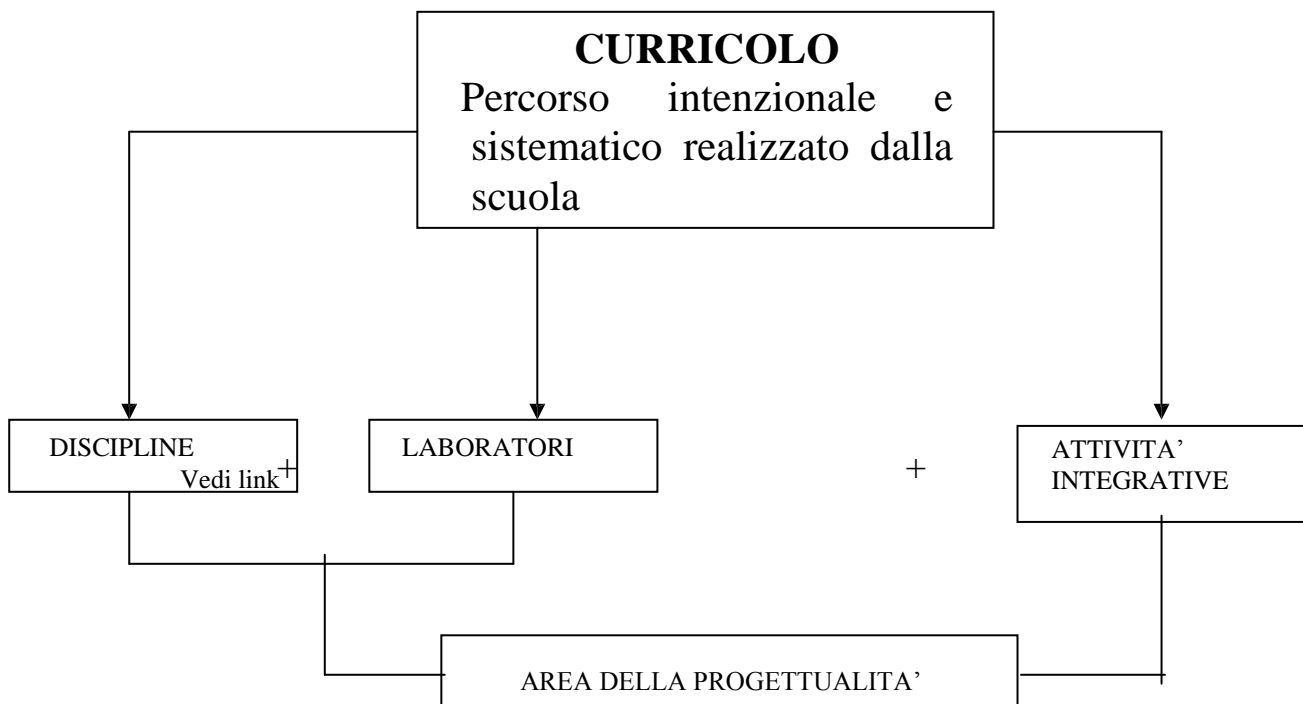 CURRICOLO
Percorso intenzionale e
sistematico realizzato dalla
scuola
DISCIPLINE
Vedi link+
LABORATORI
+
ATTIVITA’
INTEGRATIVE
AREA DELLA PROGETTUALITA’